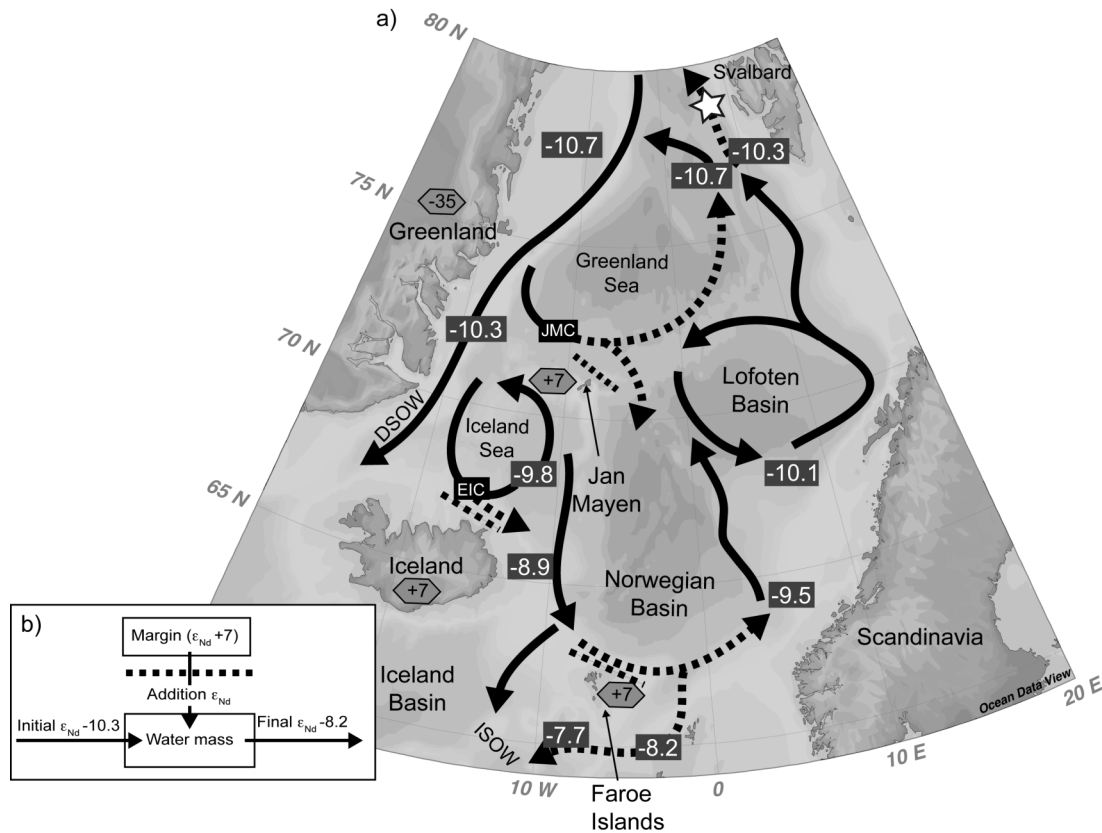 a)
80 N
Svalbard
-10.7
-10.3
-10.7
75 N
-35
Greenland
Greenland
Sea
-10.3
JMC
70 N
+7
Lofoten
Basin
DSOW
Iceland
Sea
-9.8
-10.1
EIC
Jan
Mayen
65 N
Iceland
+7
-8.9
Norwegian
Basin
-9.5
Scandinavia
b)
Margin (εNd +7)
Addition εNd
Initial εNd -10.3
Water mass
Final εNd -8.2
Iceland
Basin
+7
Ocean Data View
20 E
ISOW
-7.7
-8.2
10 E
10 W
0
Faroe
Islands